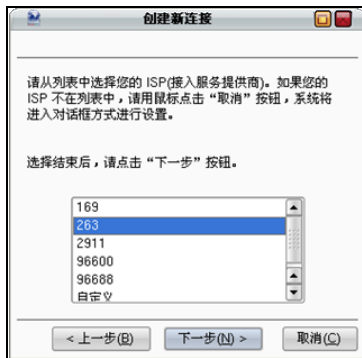 创建新连接
请从列表中选择您的 ISP(接入服务提供商)。如果您的
ISP 不在列表中，请用鼠标点击“取消”按钮，系统将
进入对话框方式进行设置。
选择结束后，请点击“下一步”按钮。
169
263
2911
96600
96688
自定义
< 上一步(B)
下一步(N) >
取消(C)